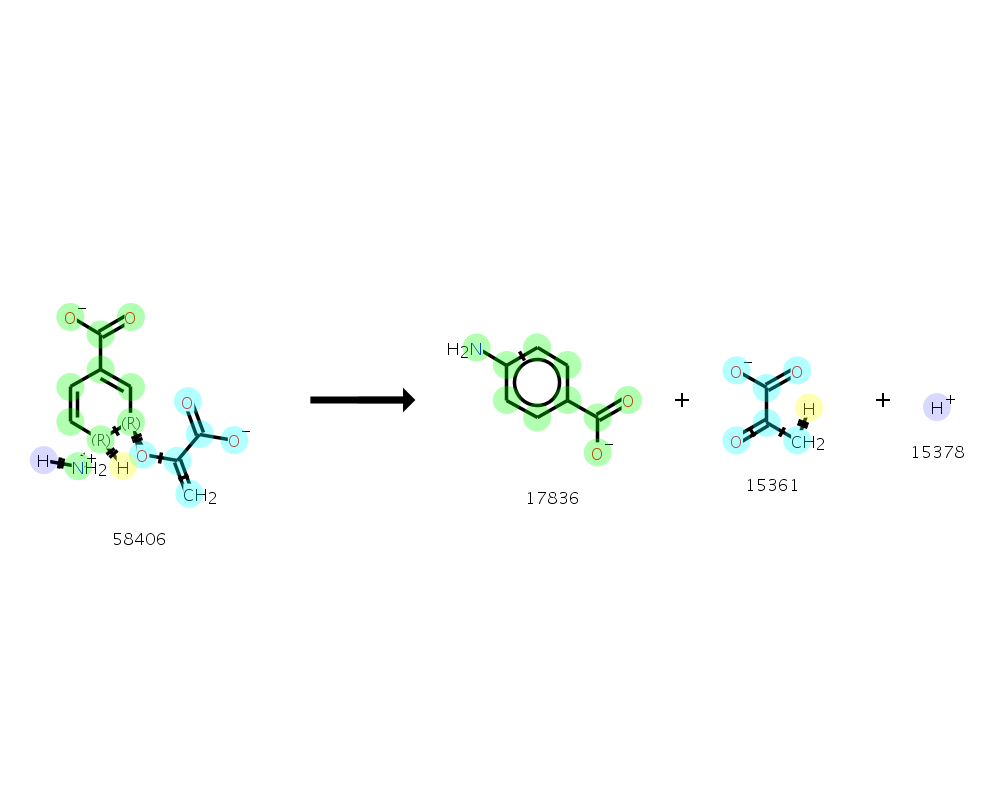 O− O
(R)
(R)
H NH2+ H
O
O O−
CH2
58406
H2N
O
O−
17836
+
O− O
H
O CH2
15361
+
H+
15378